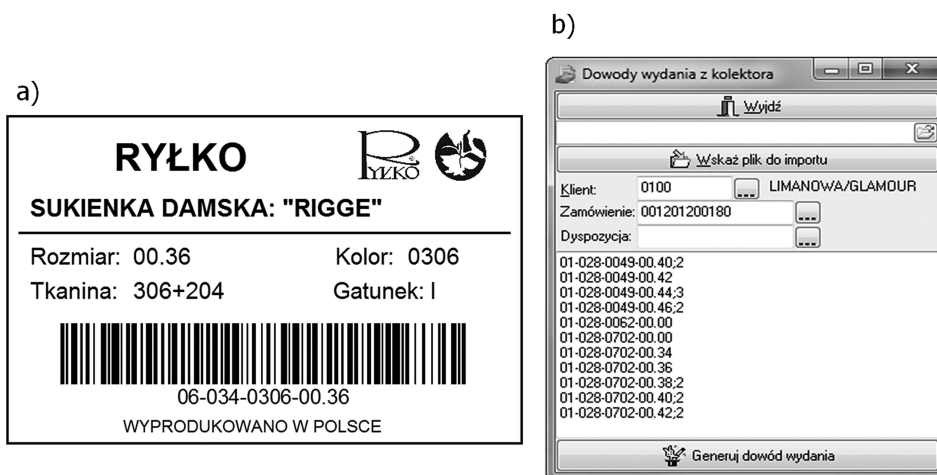 a)
RYŁKO
RYŁKO
SUKIENKA DAMSKA: "RIGGE"
Rozmiar: 00.36 Kolor: 0306
Tkanina: 306+204 Gatunek: I
06-034-0306-00.36
WYPRODUKOWANO W POLSCE
b)
Dowody wydania z kolektora
Wyjdź
Wskaż plik do importu
Klient: 0100 ... LIMANOWA/GLAMOUR
Zamówienie: 001201200180 ...
Dyspozycja: ...
01-028-0049-00.40;2
01-028-0049-00.42
01-028-0049-00.44;3
01-028-0049-00.46;2
01-028-0062-00.00
01-028-0702-00.00
01-028-0702-00.34
01-028-0702-00.36
01-028-0702-00.38;2
01-028-0702-00.40;2
01-028-0702-00.42;2
Generuj dowód wydania